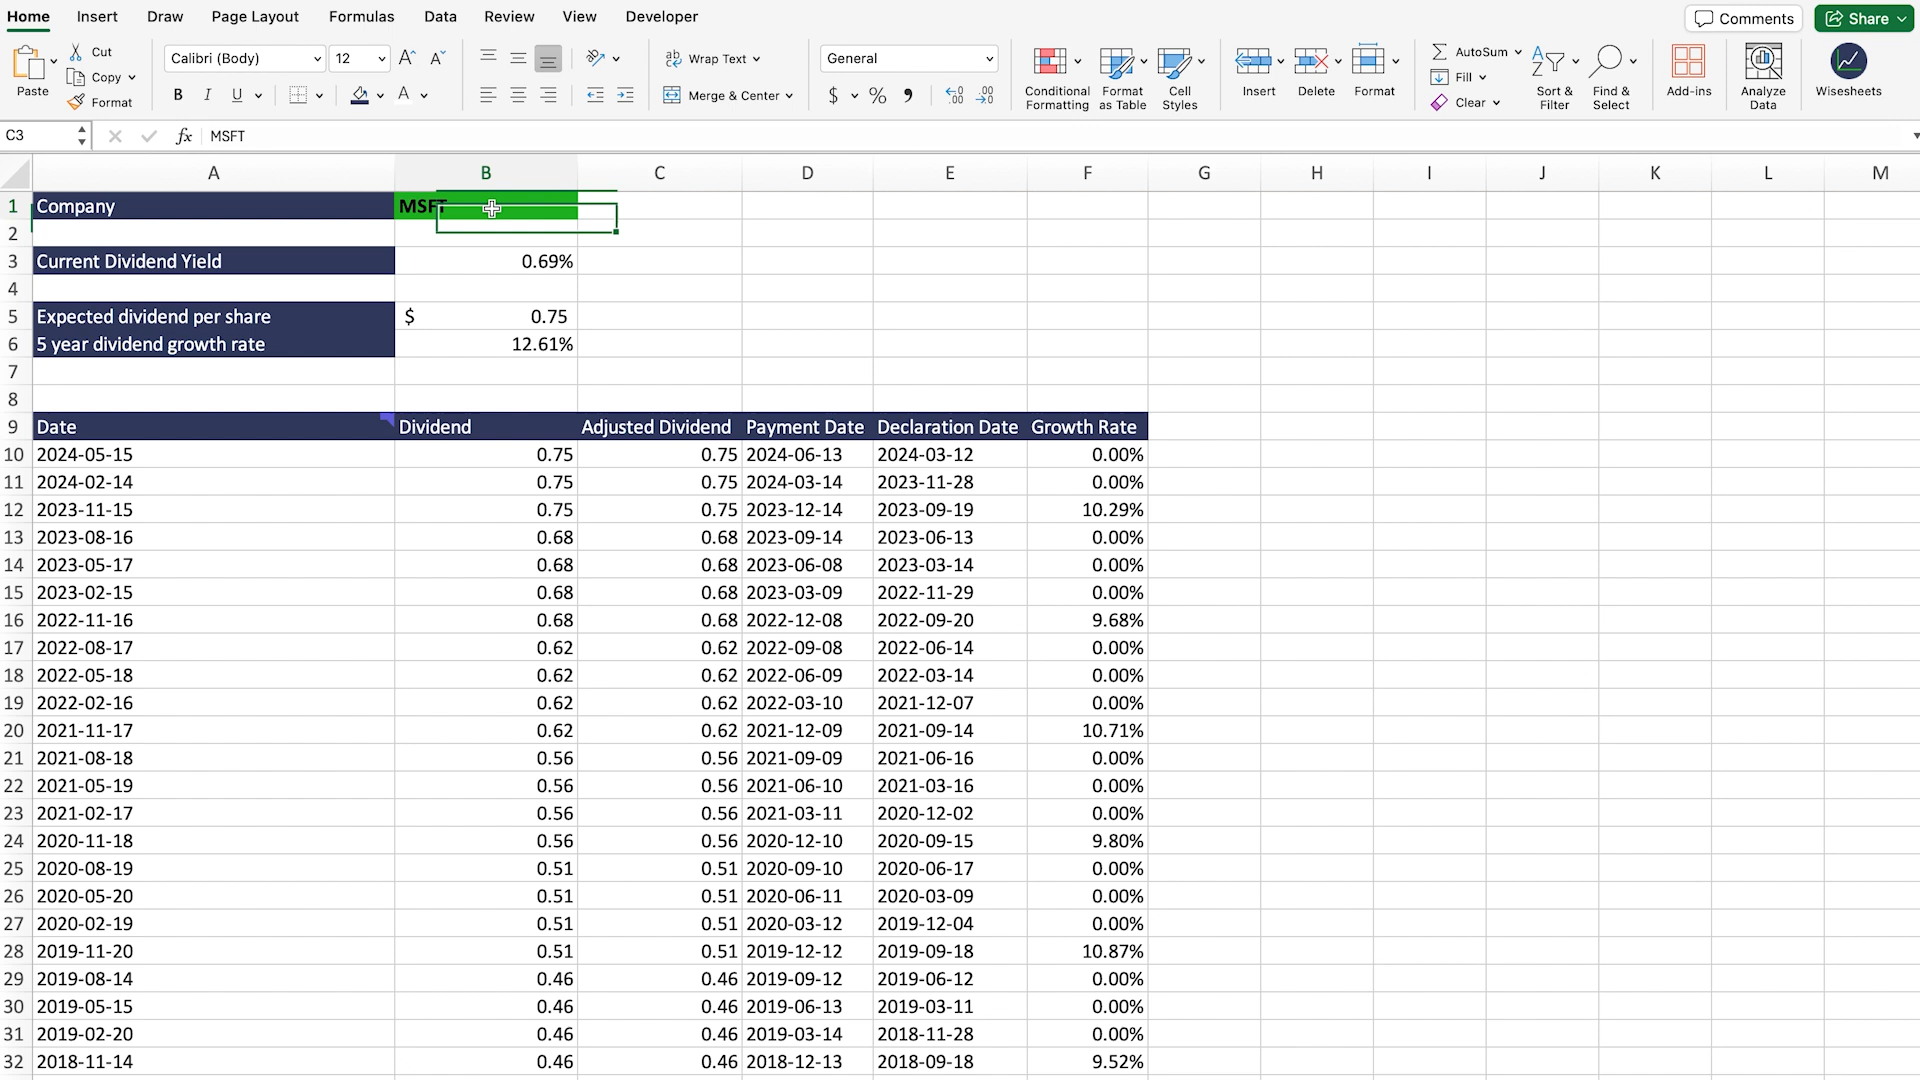 Home Insert Draw Page Layout Formulas Data Review View Developer Comments Share
Paste Cut Copy Format
Calibri (Body) 12 A A
B I U A
ab Wrap Text
Merge & Center
General
$ % 9 .00 .00
Conditional Formatting Format as Table Cell Styles Insert Delete Format
AutoSum Fill Clear
Sort & Filter Find & Select Add-ins Analyze Data Wisesheets
C3 fx MSFT
A B C D E F G H I J K L M
1 Company MSFT
2
3 Current Dividend Yield 0.69%
4
5 Expected dividend per share $ 0.75
6 5 year dividend growth rate 12.61%
7
8
9 Date Dividend Adjusted Dividend Payment Date Declaration Date Growth Rate
10 2024-05-15 0.75 0.75 2024-06-13 2024-03-12 0.00%
11 2024-02-14 0.75 0.75 2024-03-14 2023-11-28 0.00%
12 2023-11-15 0.75 0.75 2023-12-14 2023-09-19 10.29%
13 2023-08-16 0.68 0.68 2023-09-14 2023-06-13 0.00%
14 2023-05-17 0.68 0.68 2023-06-08 2023-03-14 0.00%
15 2023-02-15 0.68 0.68 2023-03-09 2022-11-29 0.00%
16 2022-11-16 0.68 0.68 2022-12-08 2022-09-20 9.68%
17 2022-08-17 0.62 0.62 2022-09-08 2022-06-14 0.00%
18 2022-05-18 0.62 0.62 2022-06-09 2022-03-14 0.00%
19 2022-02-16 0.62 0.62 2022-03-10 2021-12-07 0.00%
20 2021-11-17 0.62 0.62 2021-12-09 2021-09-14 10.71%
21 2021-08-18 0.56 0.56 2021-09-09 2021-06-16 0.00%
22 2021-05-19 0.56 0.56 2021-06-10 2021-03-16 0.00%
23 2021-02-17 0.56 0.56 2021-03-11 2020-12-02 0.00%
24 2020-11-18 0.56 0.56 2020-12-10 2020-09-15 9.80%
25 2020-08-19 0.51 0.51 2020-09-10 2020-06-17 0.00%
26 2020-05-20 0.51 0.51 2020-06-11 2020-03-09 0.00%
27 2020-02-19 0.51 0.51 2020-03-12 2019-12-04 0.00%
28 2019-11-20 0.51 0.51 2019-12-12 2019-09-18 10.87%
29 2019-08-14 0.46 0.46 2019-09-12 2019-06-12 0.00%
30 2019-05-15 0.46 0.46 2019-06-13 2019-03-11 0.00%
31 2019-02-20 0.46 0.46 2019-03-14 2018-11-28 0.00%
32 2018-11-14 0.46 0.46 2018-12-13 2018-09-18 9.52%